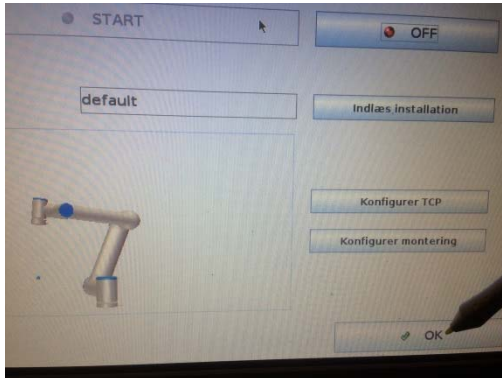 START
OFF
default
Indlæs installation
Konfigurer TCP
Konfigurer montering
OK